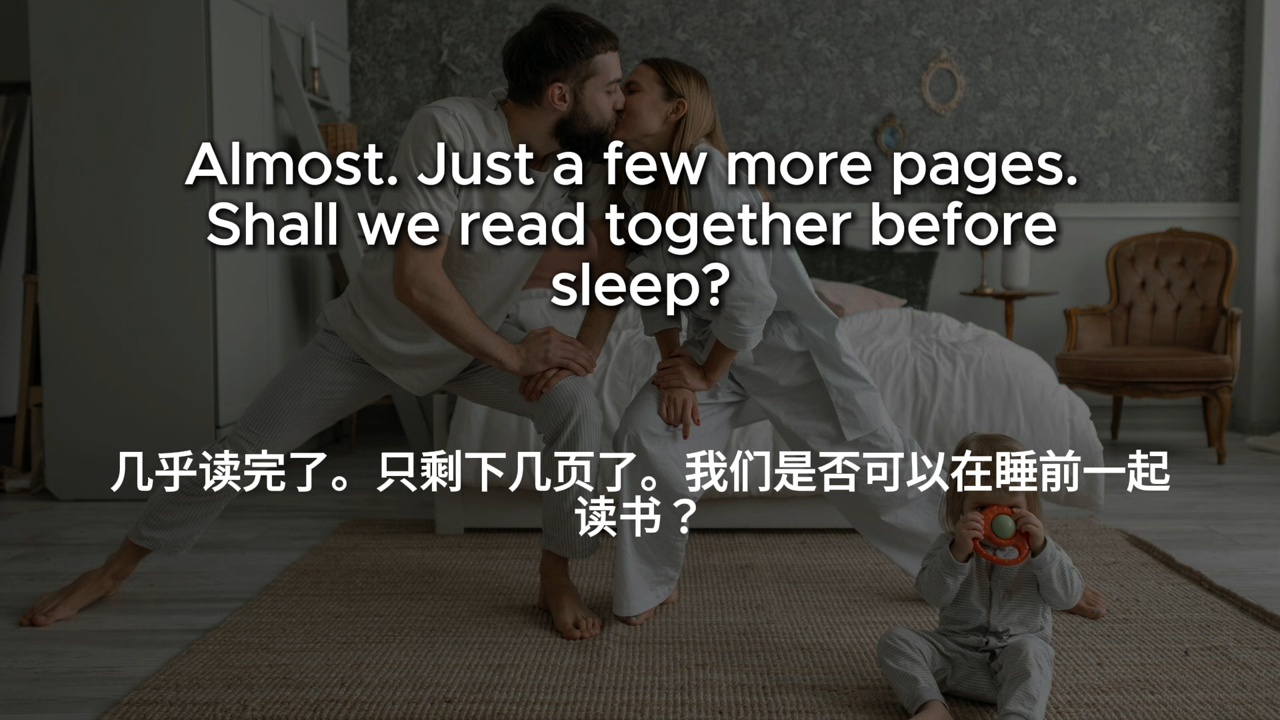 Almost. Just a few more pages.
Shall we read together before
sleep?
几乎读完了。只剩下几页了。我们是否可以在睡前一起
读书？